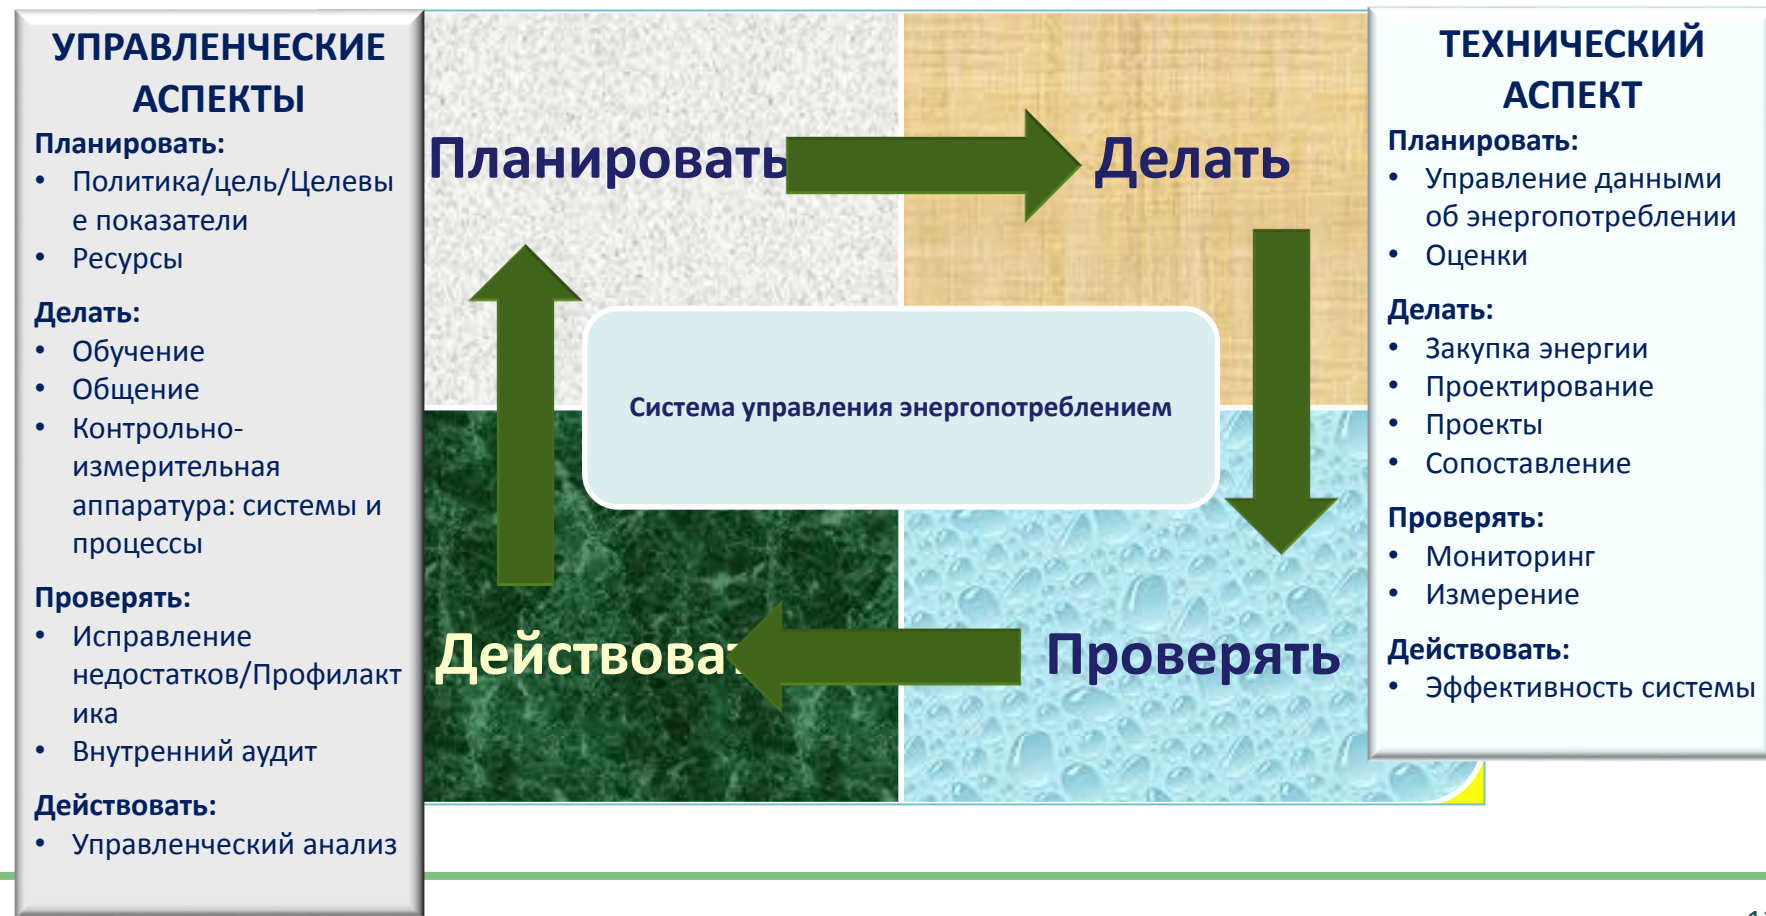 УПРАВЛЕНЧЕСКИЕ
АСПЕКТЫ
Планировать:
• Политика/цель/Целевы
е показатели
• Ресурсы
Делать:
• Обучение
• Общение
• Контрольно-
измерительная
аппаратура: системы и
процессы
Проверять:
• Исправление
недостатков/Профилакт
ика
• Внутренний аудит
Действовать:
• Управленческий анализ
Планировать
Делать
Система управления энергопотреблением
Действоват
Проверять
ТЕХНИЧЕСКИЙ
АСПЕКТ
Планировать:
• Управление данными
об энергопотреблении
• Оценки
Делать:
• Закупка энергии
• Проектирование
• Проекты
• Сопоставление
Проверять:
• Мониторинг
• Измерение
Действовать:
• Эффективность системы